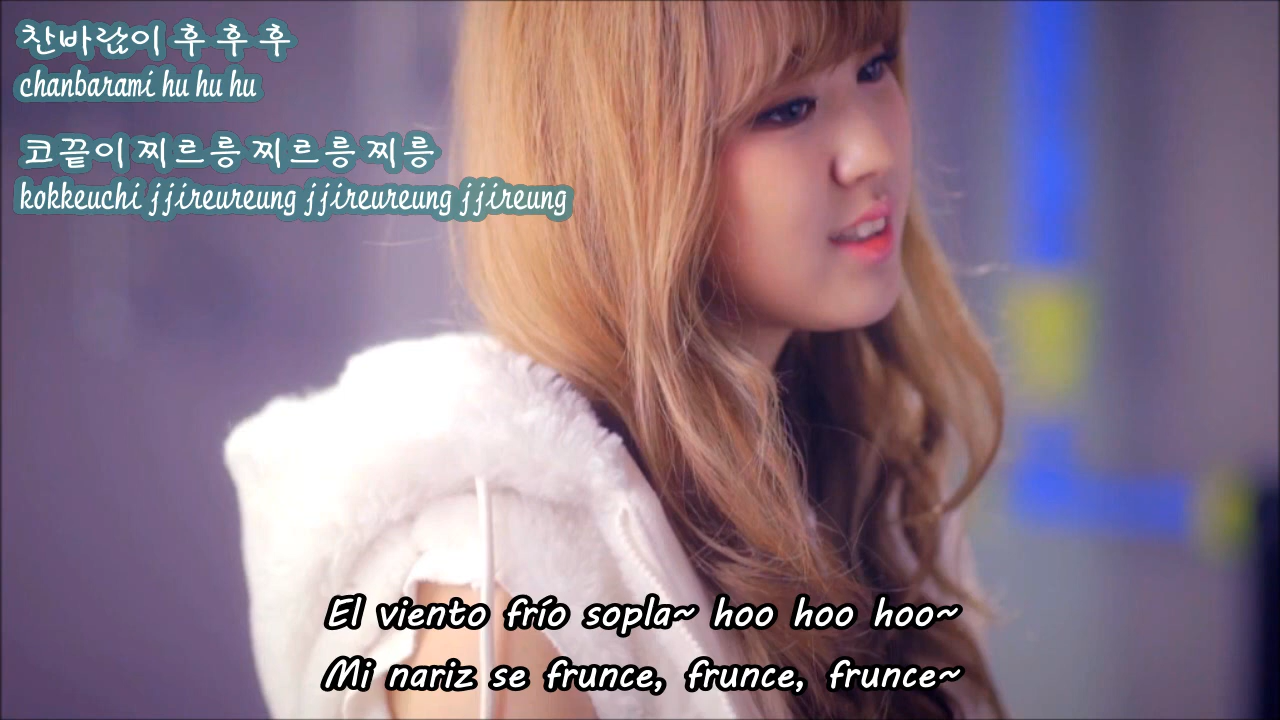 찬바람이 후 후 후
chanbarami hu hu hu
코끝이 찌르릉 찌르릉 찌릉
kokkeuchi jjireureung jjireureung jjireung
El viento frío sopla~ hoo hoo hoo~
Mi nariz se frunce, frunce, frunce~